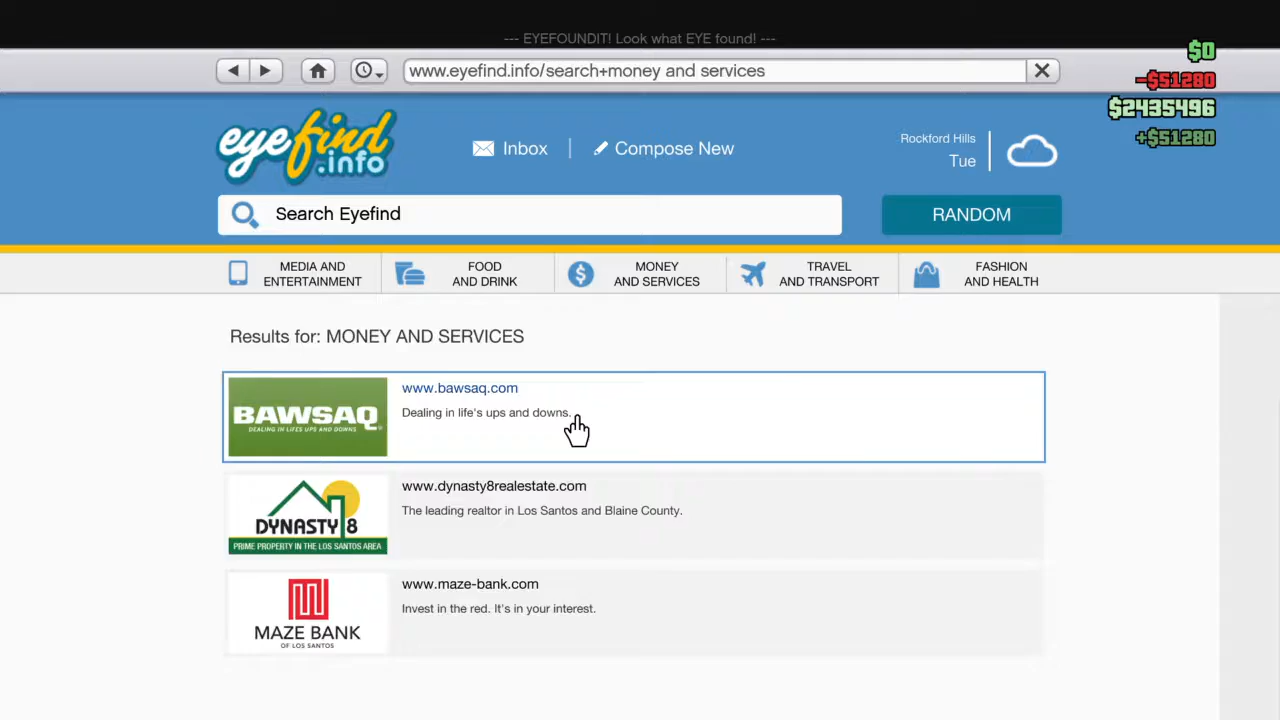 --- EYEFOUNDIT! Look what EYE found! ---
www.eyefind.info/search+money and services
$0
-$51280
$2435496
+$51280
eyefind.info
Inbox
Compose New
Rockford Hills
Tue
Search Eyefind
RANDOM
MEDIA AND
ENTERTAINMENT
FOOD
AND DRINK
MONEY
AND SERVICES
TRAVEL
AND TRANSPORT
FASHION
AND HEALTH
Results for: MONEY AND SERVICES
BAWSAQ
DEALING IN LIFES UPS AND DOWNS
www.bawsaq.com
Dealing in life's ups and downs.
DYNASTY 8
PRIME PROPERTY IN THE LOS SANTOS AREA
www.dynasty8realestate.com
The leading realtor in Los Santos and Blaine County.
MAZE BANK
OF LOS SANTOS
www.maze-bank.com
Invest in the red. It's in your interest.